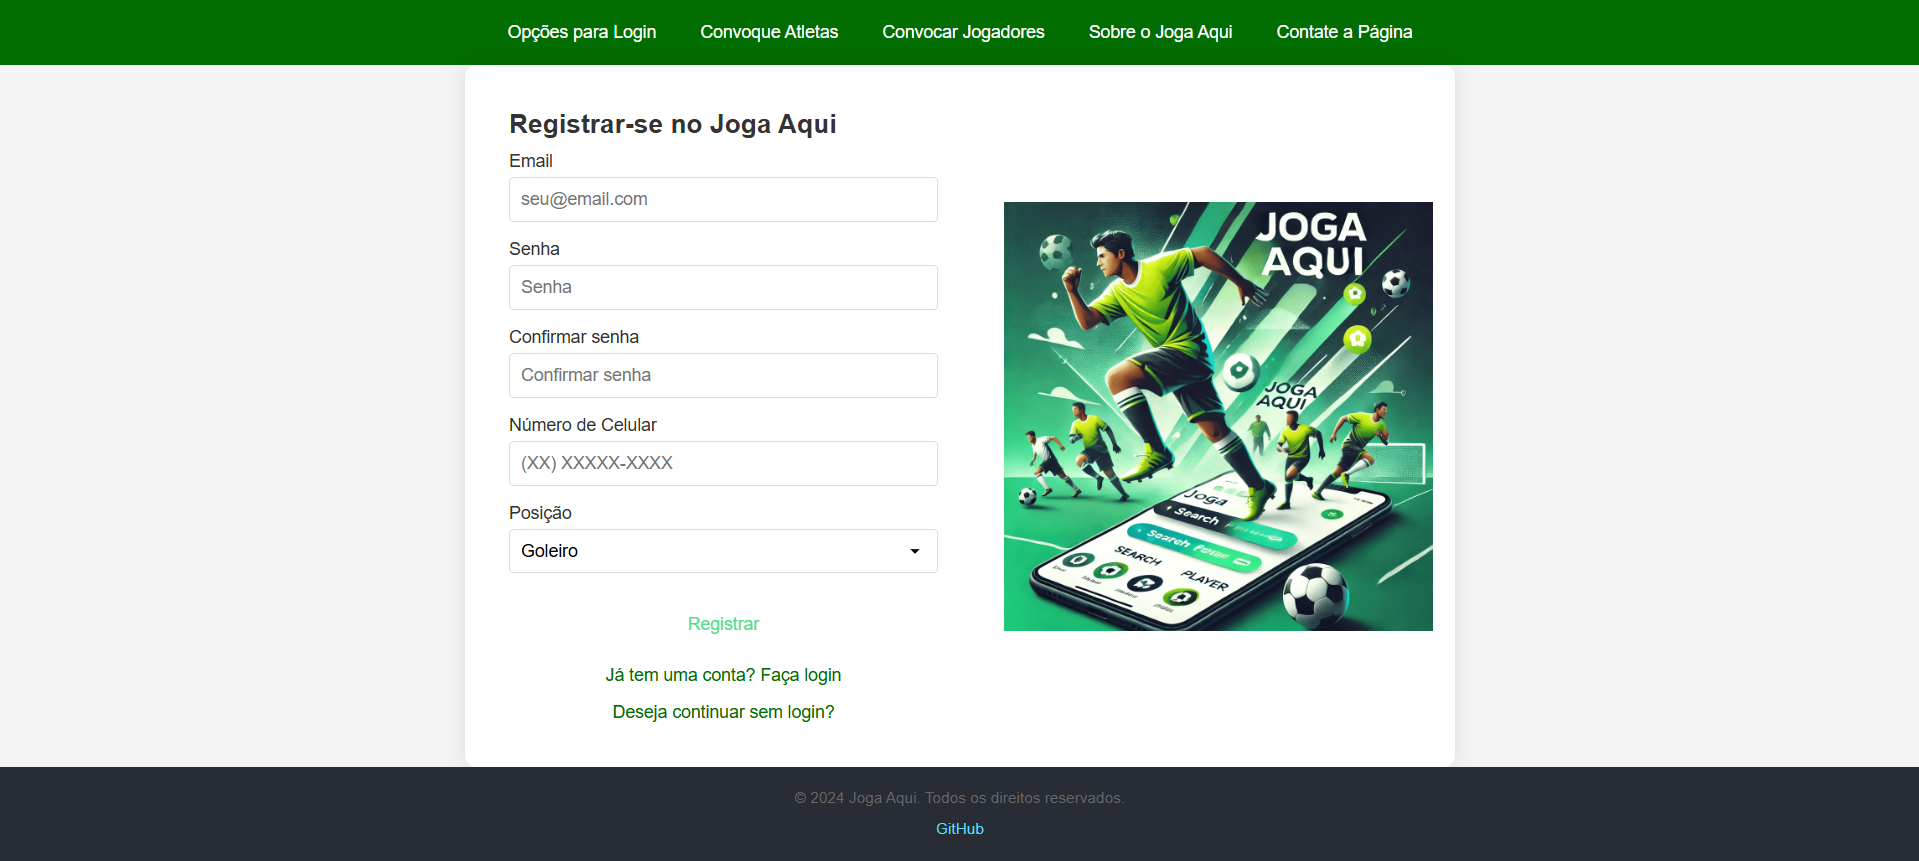 Opções para Login Convoque Atletas Convocar Jogadores Sobre o Joga Aqui Contate a Página
Registrar-se no Joga Aqui
Email
seu@email.com
Senha
Senha
Confirmar senha
Confirmar senha
Número de Celular
(XX) XXXXX-XXXX
Posição
Goleiro
Registrar
Já tem uma conta? Faça login
Deseja continuar sem login?
JOGA
AQUI
JOGA
AQUI
Joga
Search
Search
SEARCH
PLAYER
© 2024 Joga Aqui. Todos os direitos reservados.
GitHub